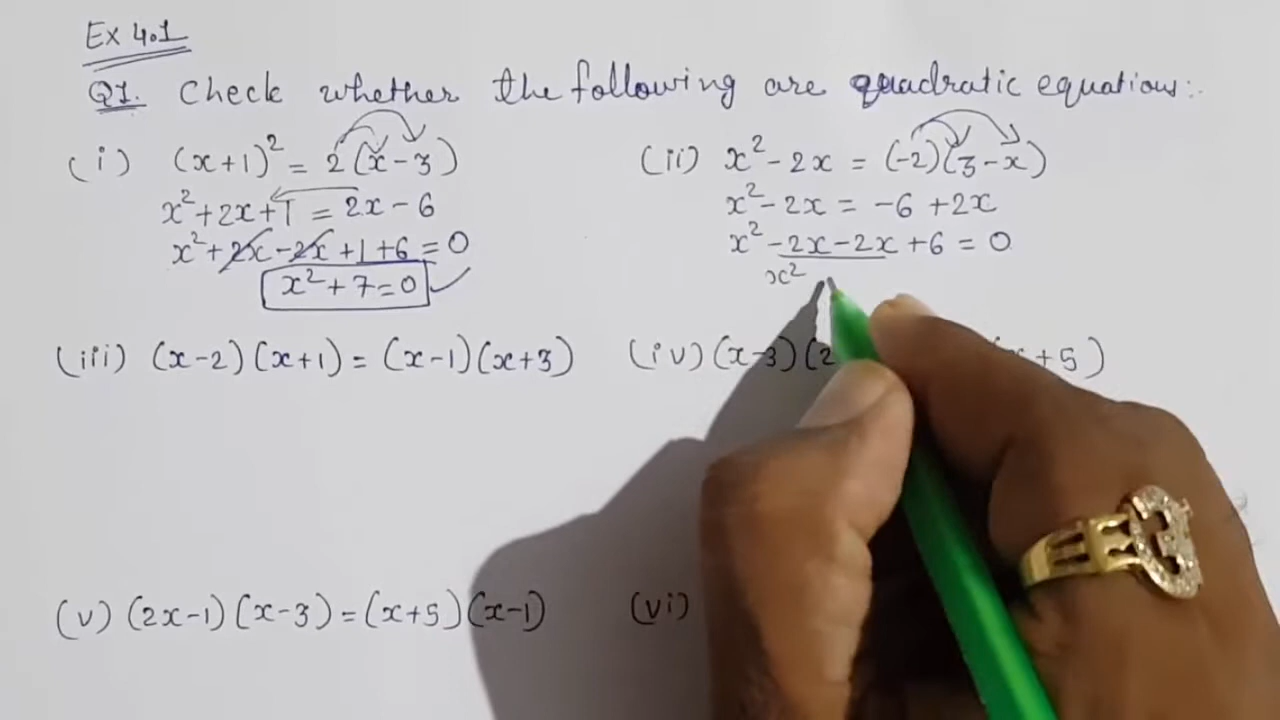 Ex 4.1
Q1. Check whether the following are quadratic equations:.
(i) (x+1)² = 2(x-3)
x²+2x+1 = 2x-6
x²+2x-2x+1+6=0
x²+7=0
(ii) x²-2x = (-2)(3-x)
x²-2x = -6+2x
x²-2x-2x+6=0
x²
(iii) (x-2)(x+1)=(x-1)(x+3)
(iv) (x-3)(2 +5)
(v) (2x-1)(x-3)=(x+5)(x-1)
(vi)